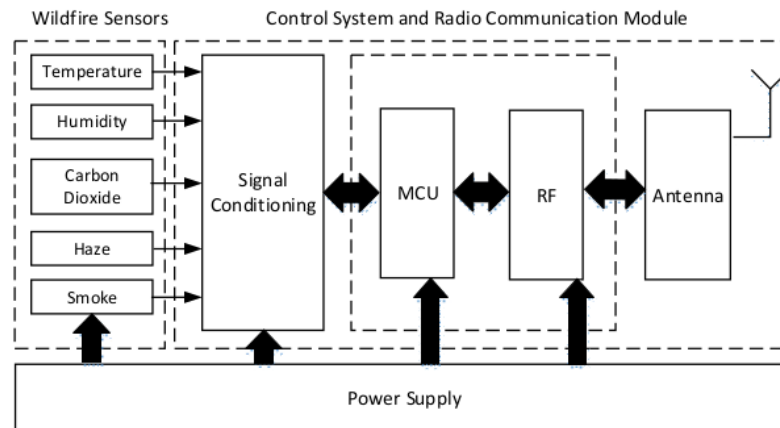 Wildfire Sensors
Control System and Radio Communication Module
Temperature
Humidity
Carbon
Dioxide
Haze
Smoke
Signal
Conditioning
MCU
RF
Antenna
Power Supply